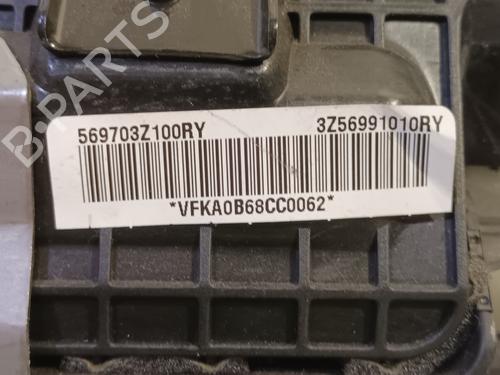 B-PARTS
569703Z100RY 3Z56991010RY
*VFKA0B68CC0062*